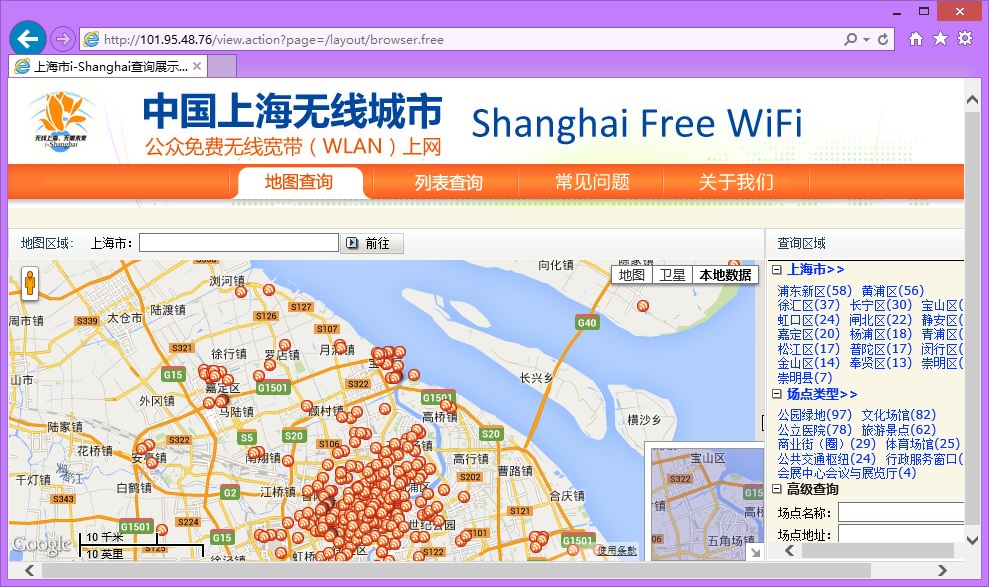 http://101.95.48.76/view.action?page=/layout/browser.free
上海市i-Shanghai查询展示...
无线上海，无限未来
i-Shanghai
中国上海无线城市
公众免费无线宽带（WLAN）上网
Shanghai Free WiFi
地图查询 列表查询 常见问题 关于我们
地图区域: 上海市: 前往
查询区域
地图 卫星 本地数据
上海市>>
浦东新区(58) 黄浦区(56)
徐汇区(37) 长宁区(30) 宝山区(
虹口区(24) 闸北区(22) 静安区(
嘉定区(20) 杨浦区(18) 青浦区(
松江区(17) 普陀区(17) 闵行区(
金山区(14) 奉贤区(13) 崇明区(
崇明县(7)
场点类型>>
公园绿地(97) 文化场馆(82)
公立医院(78) 旅游景点(62)
商业街（圈）(29) 体育场馆(25)
公共交通枢纽(24) 行政服务窗口(
会展中心会议与展览厅(4)
高级查询
场点名称:
场点地址:
向化镇
浏河镇
S127
陆渡镇
S126
周市镇
S339
太仓市
S107
G40
S321
徐行镇
罗店镇
月浦镇
G15
S322
长兴乡
G1501
嘉定区
外冈镇
马陆镇
顾村镇
G1501
高桥镇
横沙乡
陆家镇
S5
S20
S20
花桥镇
S322
S106
安亭镇
南翔镇
高行镇
曹路镇
千灯镇
吴淞江
白鹤镇
G2
江桥镇
S202
合庆镇
S343
S121
G1501
S224
G15
世纪公园
S101
G1501
S125
徐泾镇
虹桥镇
S122
10 千米
10 英里
Google
使用条款
宝山区
S322
G15
高桥镇
S126
五角场镇